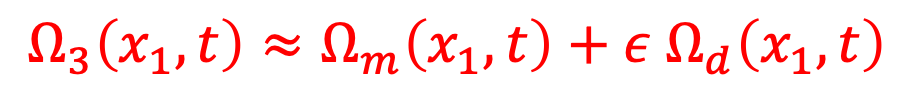 Ω₃(x₁, t) ≈ Ωₘ(x₁, t) + ϵ Ω_d(x₁, t)